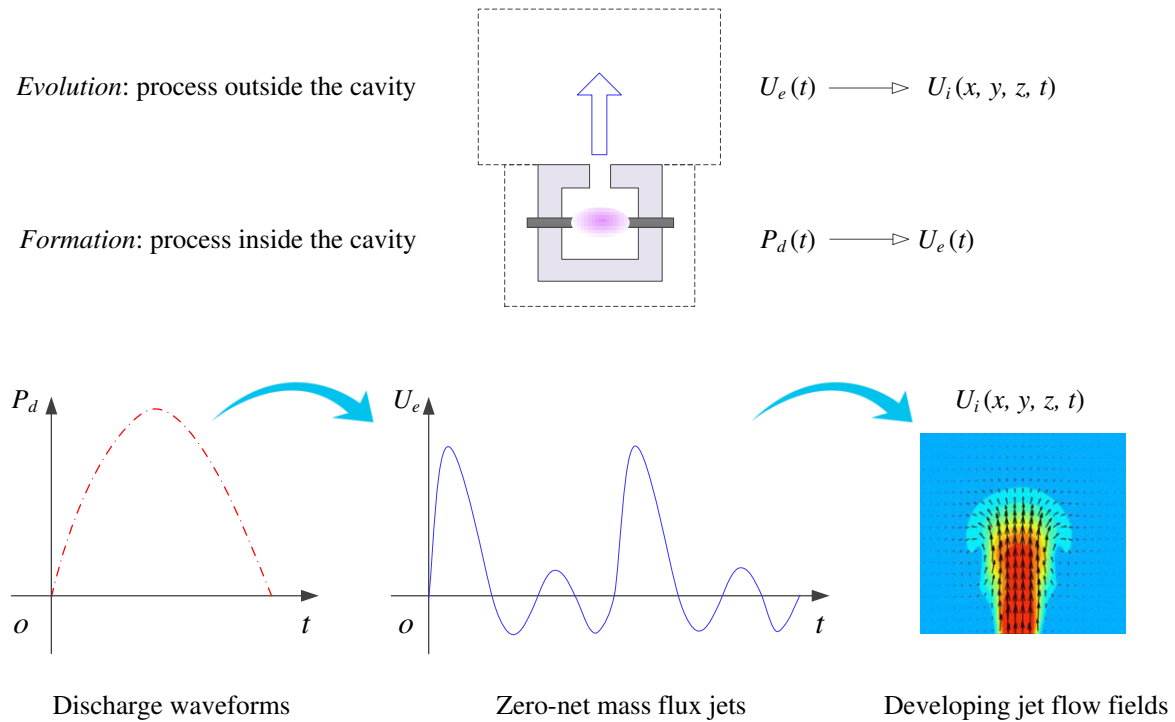 Evolution: process outside the cavity
U_e(t) → U_i(x, y, z, t)
Formation: process inside the cavity
P_d(t) → U_e(t)
P_d
o
t
U_e
o
t
U_i(x, y, z, t)
Discharge waveforms
Zero-net mass flux jets
Developing jet flow fields